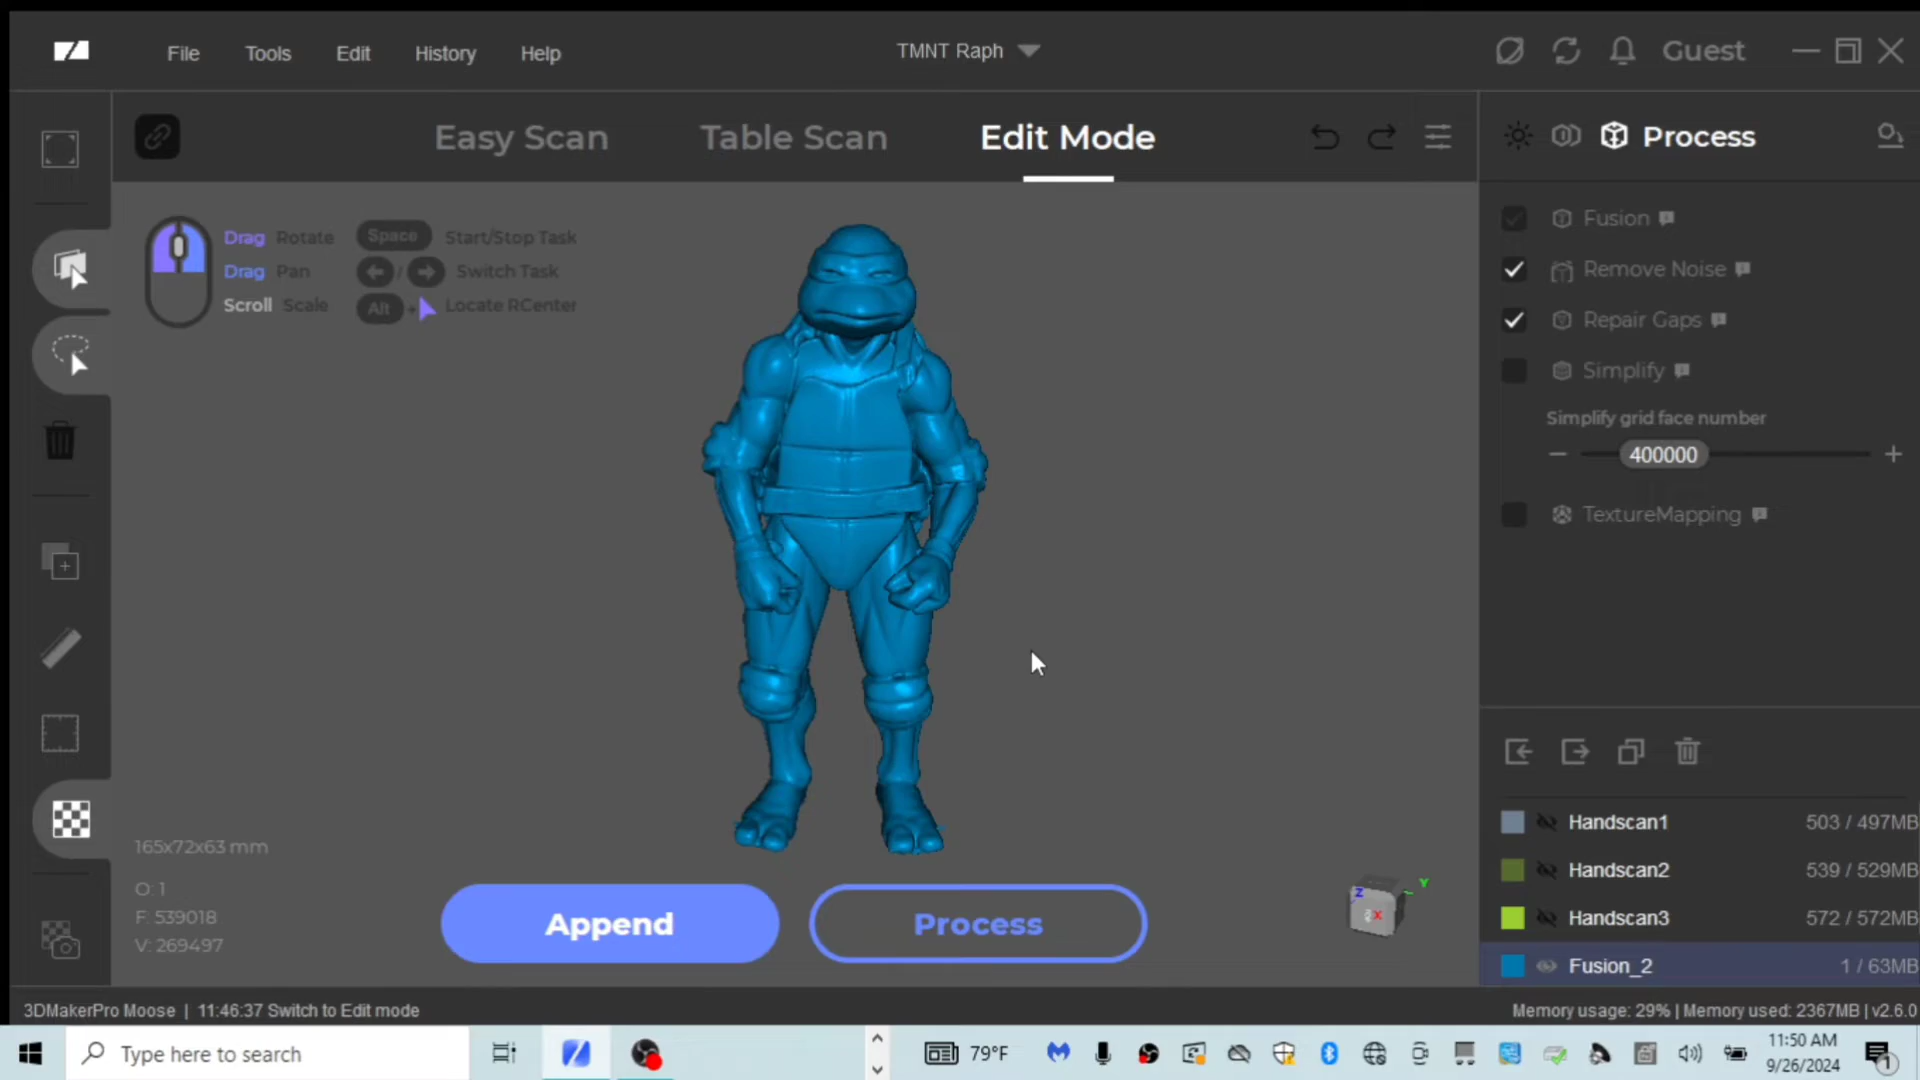 File Tools Edit History Help TMNT Raph Guest
Easy Scan Table Scan Edit Mode Process
Drag Rotate Space Start/Stop Task
Drag Pan / Switch Task
Scroll Scale Alt + Locate RCenter
Fusion
Remove Noise
Repair Gaps
Simplify
Simplify grid face number
400000
TextureMapping
165x72x63 mm
O: 1
F: 539018
V: 269497
Append Process
Z Y X
Handscan1 503 / 497MB
Handscan2 539 / 529MB
Handscan3 572 / 572MB
Fusion_2 1 / 63MB
3DMakerPro Moose | 11:46:37 Switch to Edit mode Memory usage: 29% | Memory used: 2367MB | v2.6.0
Type here to search 79°F 11:50 AM
9/26/2024 1